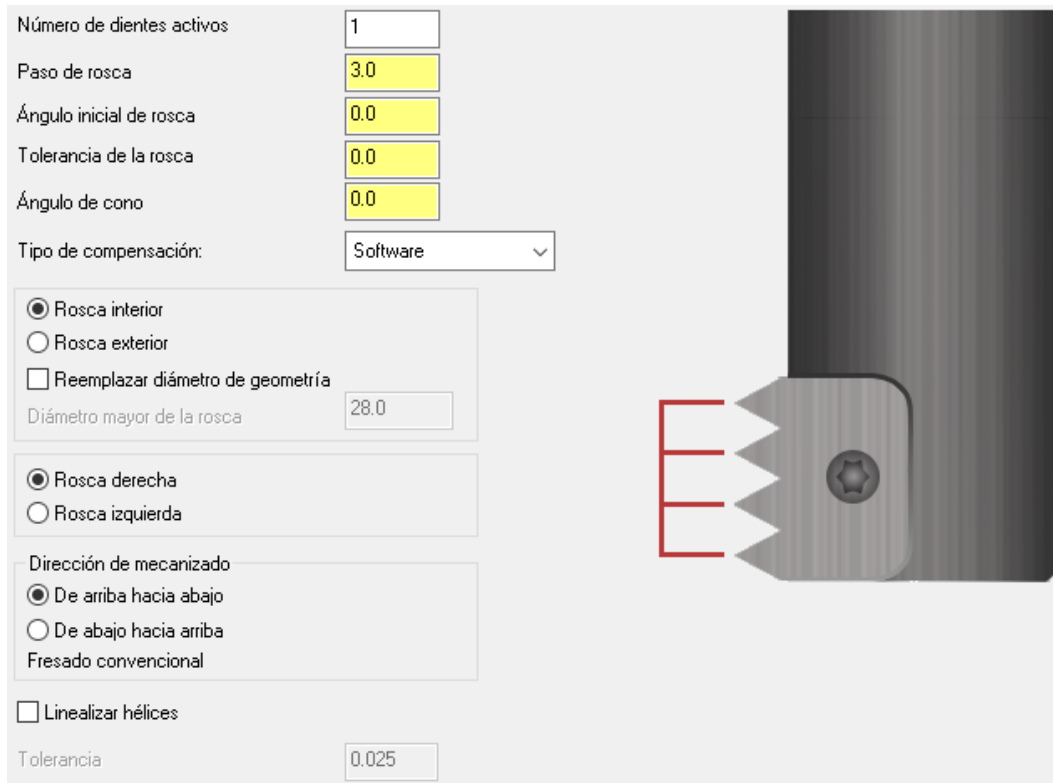 Número de dientes activos
1
Paso de rosca
3.0
Ángulo inicial de rosca
0.0
Tolerancia de la rosca
0.0
Ángulo de cono
0.0
Tipo de compensación:
Software
Rosca interior
Rosca exterior
Reemplazar diámetro de geometría
Diámetro mayor de la rosca
28.0
Rosca derecha
Rosca izquierda
Dirección de mecanizado
De arriba hacia abajo
De abajo hacia arriba
Fresado convencional
Linealizar hélices
Tolerancia
0.025